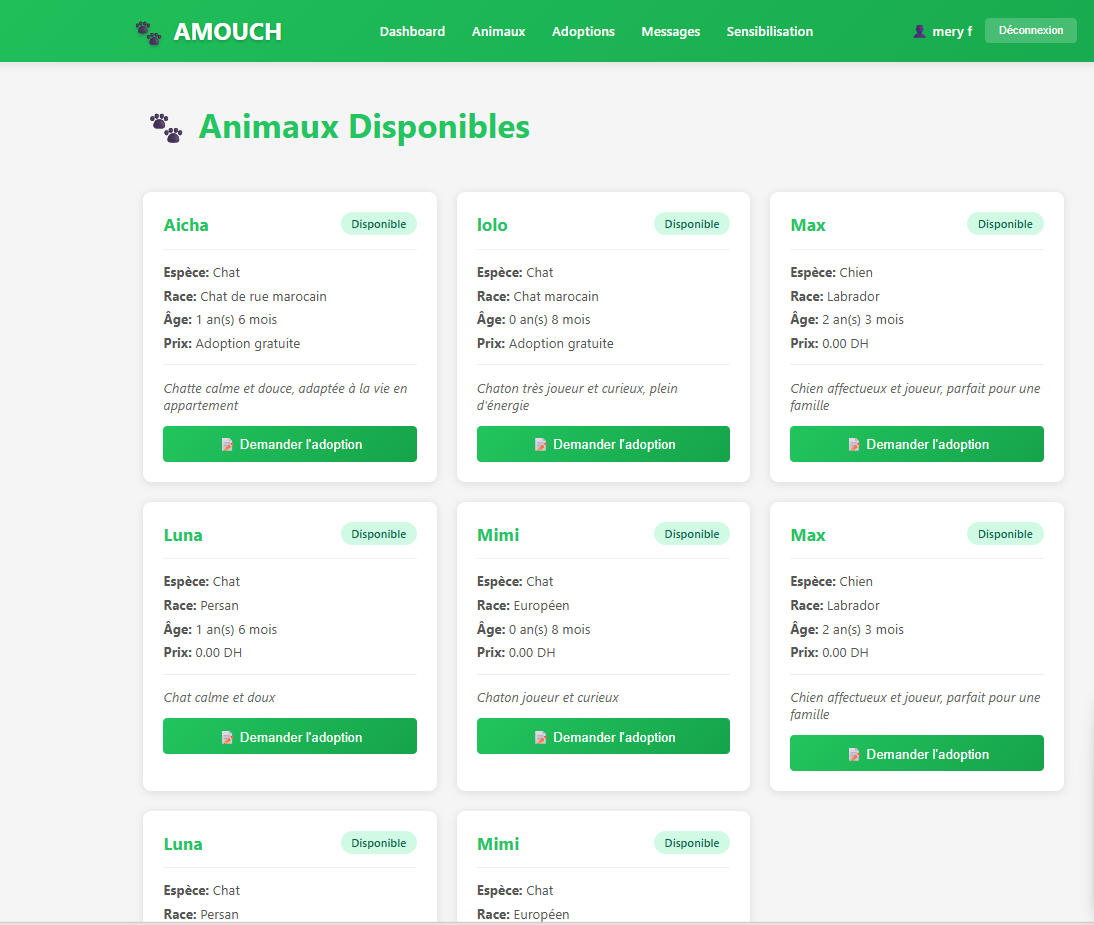 AMOUCH
Dashboard Animaux Adoptions Messages Sensibilisation
mery f
Déconnexion
Animaux Disponibles
Aicha
Disponible
Espèce: Chat
Race: Chat de rue marocain
Âge: 1 an(s) 6 mois
Prix: Adoption gratuite
Chatte calme et douce, adaptée à la vie en
appartement
Demander l'adoption
lolo
Disponible
Espèce: Chat
Race: Chat marocain
Âge: 0 an(s) 8 mois
Prix: Adoption gratuite
Chaton très joueur et curieux, plein
d'énergie
Demander l'adoption
Max
Disponible
Espèce: Chien
Race: Labrador
Âge: 2 an(s) 3 mois
Prix: 0.00 DH
Chien affectueux et joueur, parfait pour une
famille
Demander l'adoption
Luna
Disponible
Espèce: Chat
Race: Persan
Âge: 1 an(s) 6 mois
Prix: 0.00 DH
Chat calme et doux
Demander l'adoption
Mimi
Disponible
Espèce: Chat
Race: Européen
Âge: 0 an(s) 8 mois
Prix: 0.00 DH
Chaton joueur et curieux
Demander l'adoption
Max
Disponible
Espèce: Chien
Race: Labrador
Âge: 2 an(s) 3 mois
Prix: 0.00 DH
Chien affectueux et joueur, parfait pour une
famille
Demander l'adoption
Luna
Disponible
Espèce: Chat
Race: Persan
Mimi
Disponible
Espèce: Chat
Race: Européen